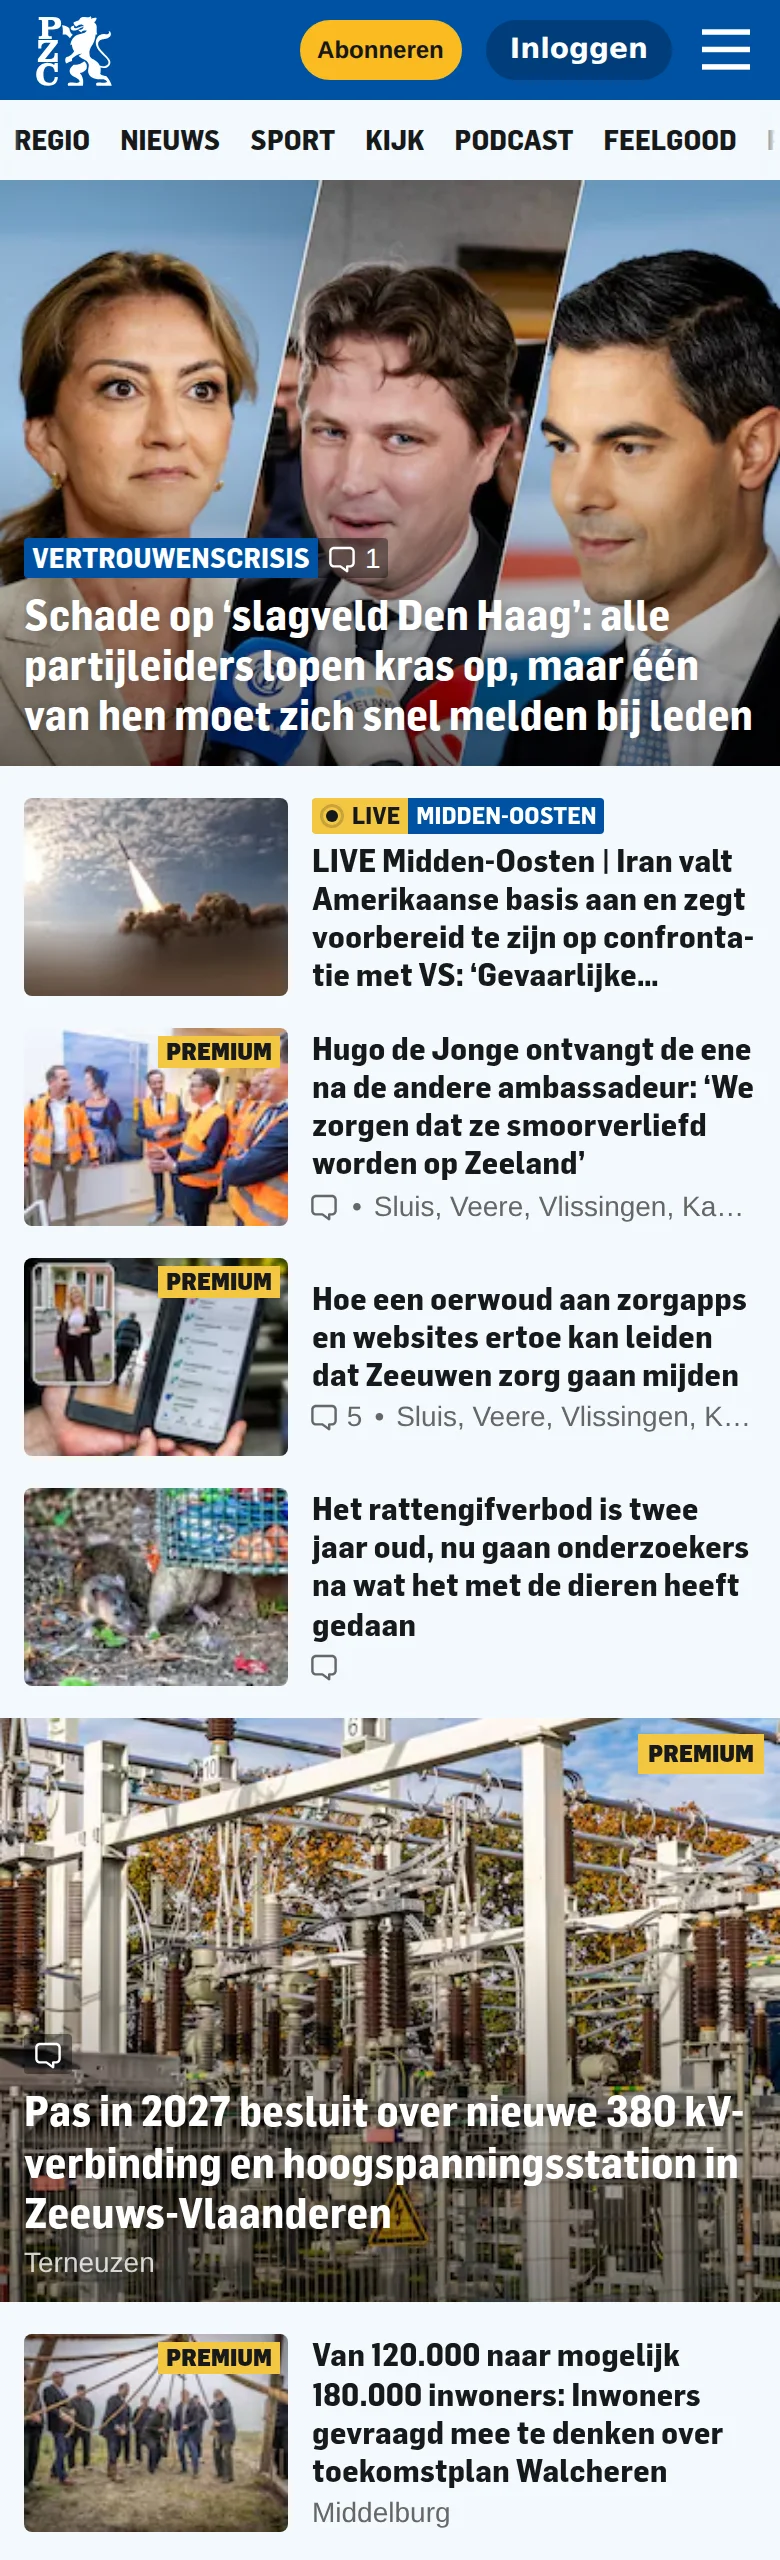 PZC
Abonneren
Inloggen
REGIO NIEUWS SPORT KIJK PODCAST FEELGOOD
VERTROUWENSCRISIS 1
Schade op ‘slagveld Den Haag’: alle
partijleiders lopen kras op, maar één
van hen moet zich snel melden bij leden
LIVE MIDDEN-OOSTEN
LIVE Midden-Oosten | Iran valt
Amerikaanse basis aan en zegt
voorbereid te zijn op confronta-
tie met VS: ‘Gevaarlijke...
PREMIUM
Hugo de Jonge ontvangt de ene
na de andere ambassadeur: ‘We
zorgen dat ze smoorverliefd
worden op Zeeland’
• Sluis, Veere, Vlissingen, Ka...
PREMIUM
Hoe een oerwoud aan zorgapps
en websites ertoe kan leiden
dat Zeeuwen zorg gaan mijden
5 • Sluis, Veere, Vlissingen, K...
Het rattengifverbod is twee
jaar oud, nu gaan onderzoekers
na wat het met de dieren heeft
gedaan
6
10
PREMIUM
Pas in 2027 besluit over nieuwe 380 kV-
verbinding en hoogspanningsstation in
Zeeuws-Vlaanderen
Terneuzen
PREMIUM
Van 120.000 naar mogelijk
180.000 inwoners: Inwoners
gevraagd mee te denken over
toekomstplan Walcheren
Middelburg